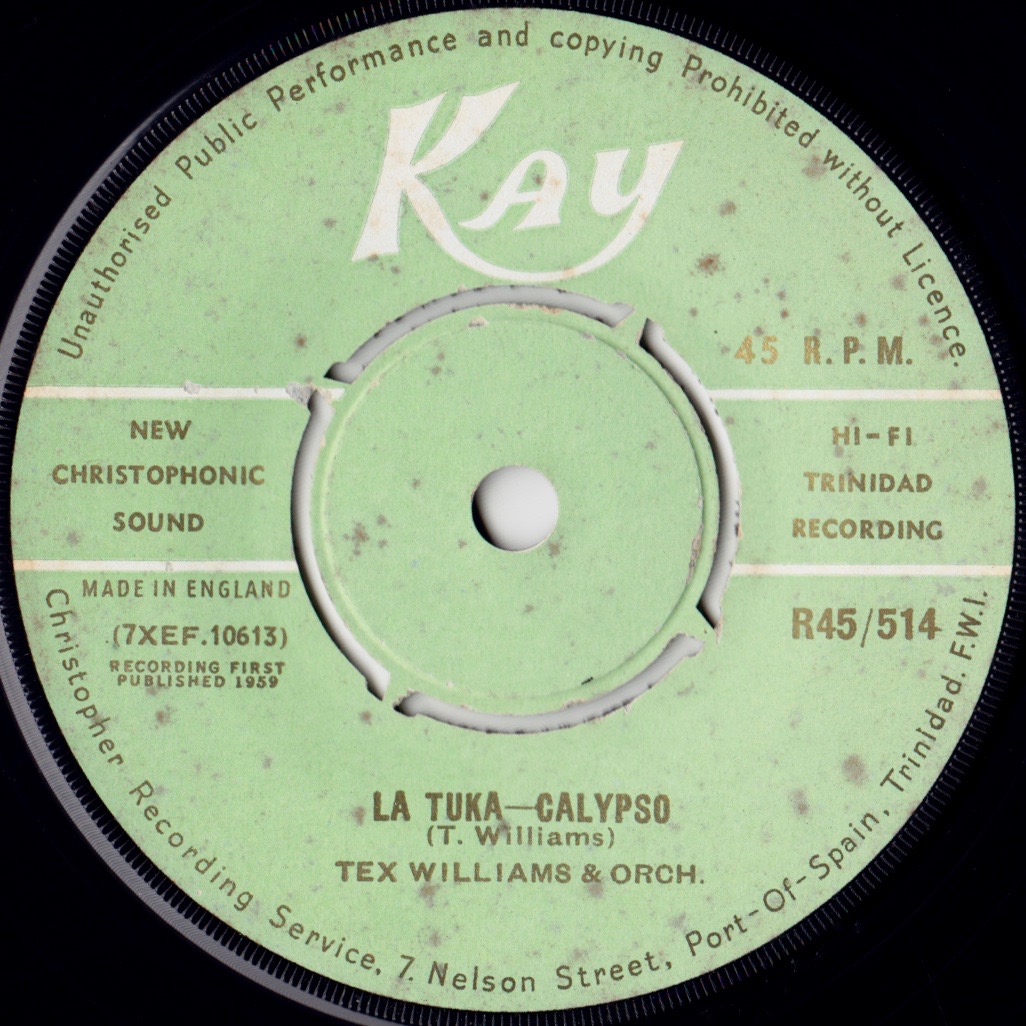 Unauthorised Public Performance and copying Prohibited without Licence.
Kay
45 R.P.M.
NEW
CHRISTOPHONIC
SOUND
HI-FI
TRINIDAD
RECORDING
MADE IN ENGLAND
(7XEF.10613)
RECORDING FIRST
PUBLISHED 1959
R45/514
LA TUKA—CALYPSO
(T. Williams)
TEX WILLIAMS & ORCH.
Christopher Recording Service, 7. Nelson Street, Port-Of-Spain, Trinidad. F.W.I.